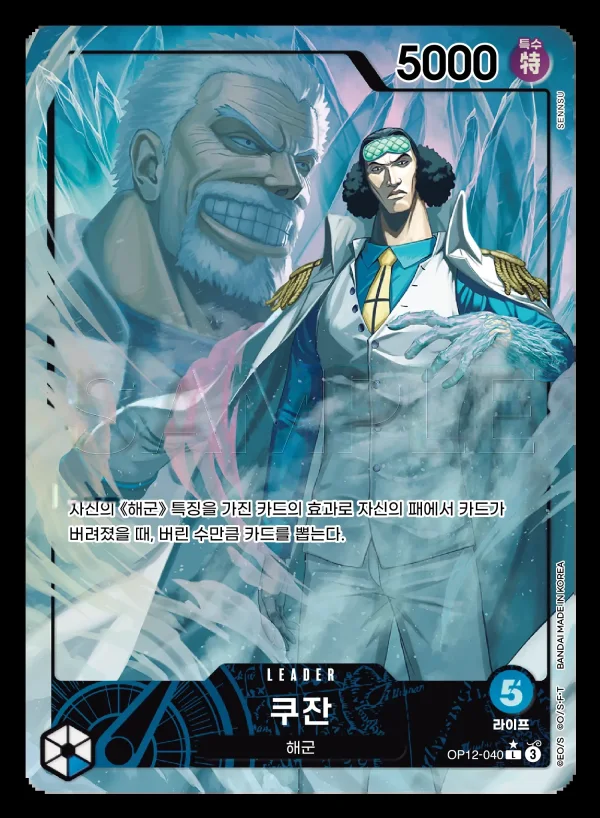 5000
특수
特
SENNSU
SAMPLE
자신의 《해군》 특징을 가진 카드의 효과로 자신의 패에서 카드가
버려졌을 때, 버린 수만큼 카드를 뽑는다.
LEADER
쿠잔
해군
5
라이프
OP12-040 L 3
©EO/S ©O/S·F·T BANDAI MADE IN KOREA